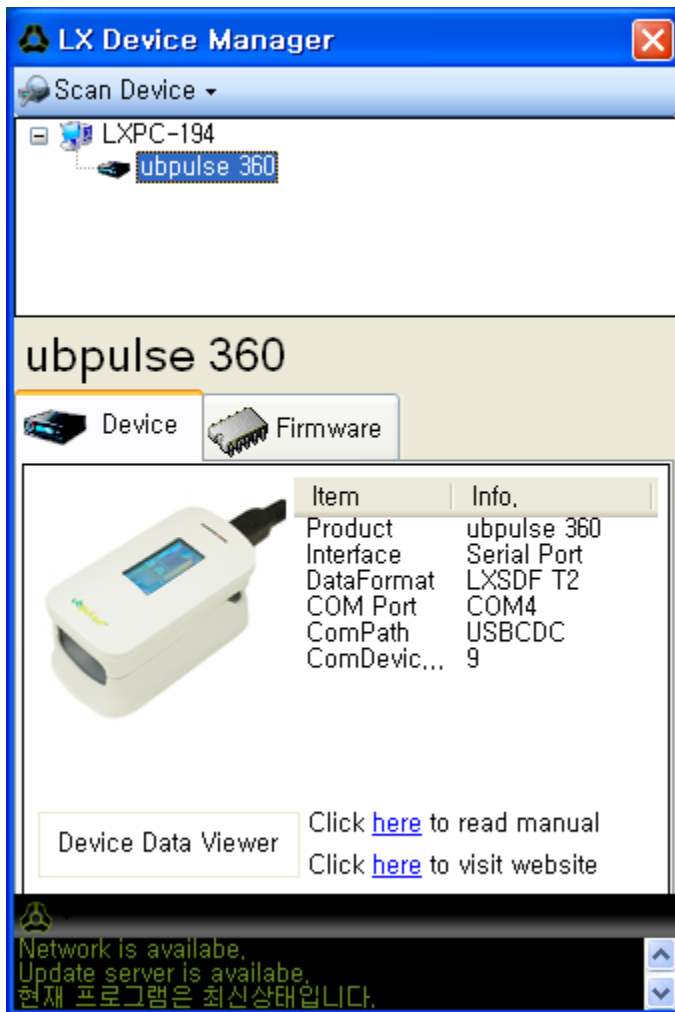 LX Device Manager
Scan Device
LXPC-194
ubpulse 360
ubpulse 360
Device
Firmware
Item Info,
Product ubpulse 360
Interface Serial Port
DataFormat LXSDF T2
COM Port COM4
ComPath USBCDC
ComDevic,,, 9
Device Data Viewer
Click here to read manual
Click here to visit website
Network is availabe,
Update server is availabe,
현재 프로그램은 최신상태입니다.